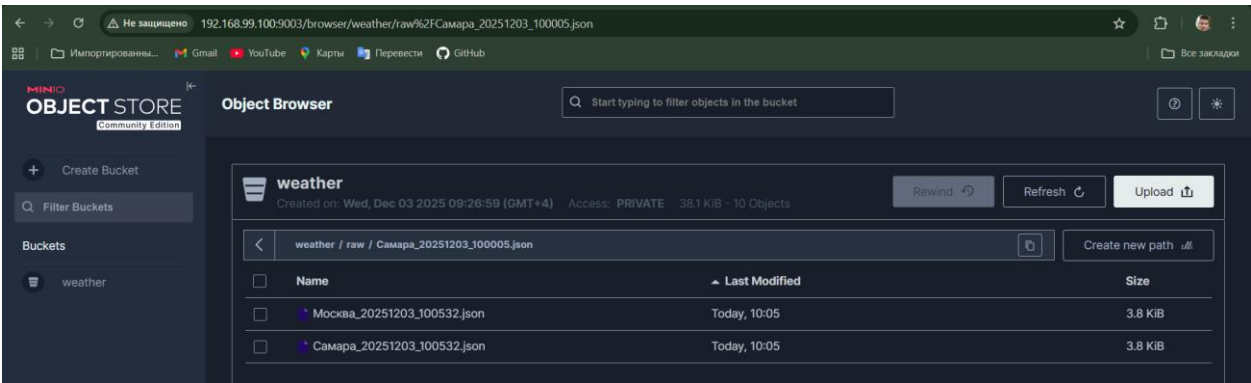 Не защищено 192.168.99.100:9003/browser/weather/raw%2FСамара_20251203_100005.json
Импортированны... Gmail YouTube Карты Перевести GitHub Все закладки
MINIO
OBJECT STORE
Community Edition
Object Browser
Start typing to filter objects in the bucket
Create Bucket
Filter Buckets
Buckets
weather
weather
Created on: Wed, Dec 03 2025 09:26:59 (GMT+4) Access: PRIVATE 38.1 KiB - 10 Objects
Rewind Refresh Upload
weather / raw / Самара_20251203_100005.json
Create new path
Name Last Modified Size
Москва_20251203_100532.json Today, 10:05 3.8 KiB
Самара_20251203_100532.json Today, 10:05 3.8 KiB